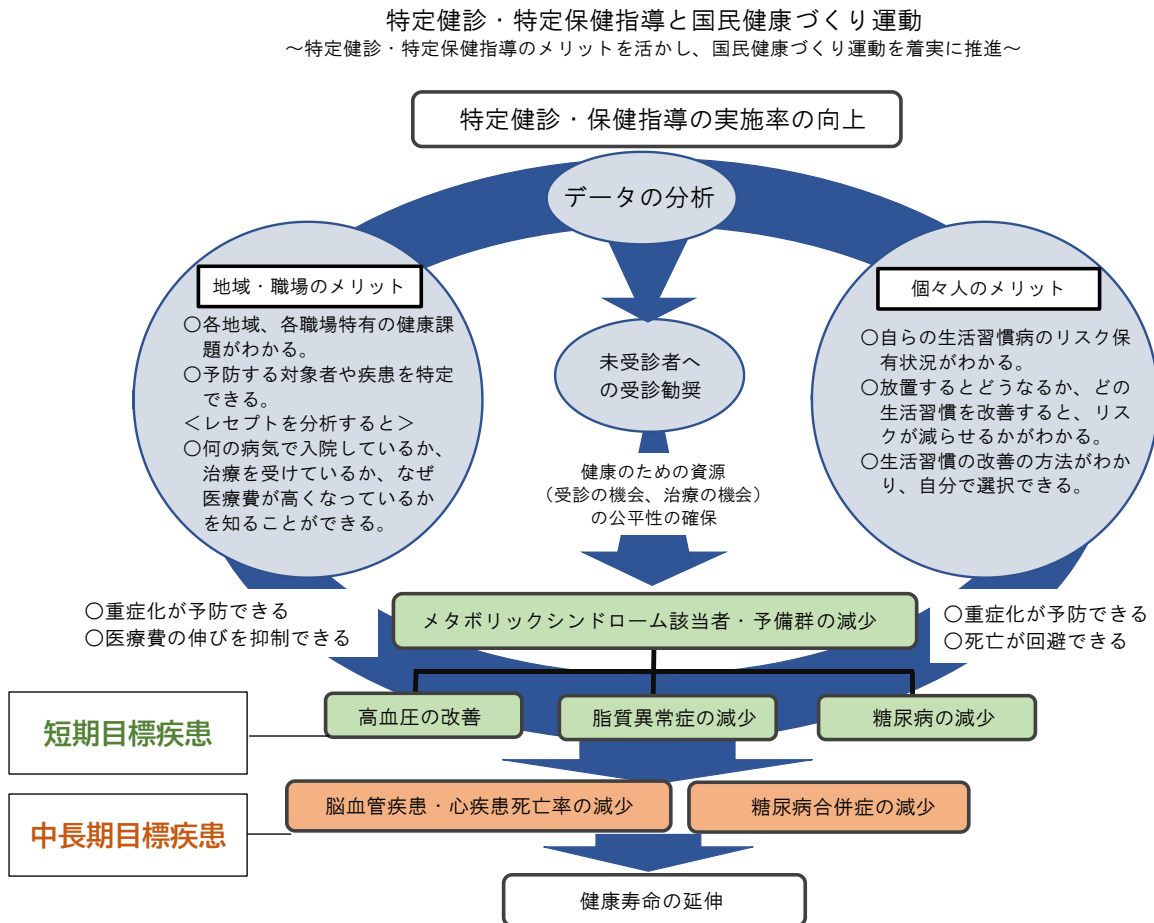 特定健診・特定保健指導と国民健康づくり運動
～特定健診・特定保健指導のメリットを活かし、国民健康づくり運動を着実に推進～
特定健診・保健指導の実施率の向上
データの分析
地域・職場のメリット
〇各地域、各職場特有の健康課
題がわかる。
〇予防する対象者や疾患を特定
できる。
＜レセプトを分析すると＞
〇何の病気で入院しているか、
治療を受けているか、なぜ
医療費が高くなっているか
を知ることができる。
未受診者へ
の受診勧奨
個々人のメリット
〇自らの生活習慣病のリスク保
有状況がわかる。
〇放置するとどうなるか、どの
生活習慣を改善すると、リス
クが減らせるかがわかる。
〇生活習慣の改善の方法がわか
り、自分で選択できる。
健康のための資源
（受診の機会、治療の機会）
の公平性の確保
〇重症化が予防できる
〇医療費の伸びを抑制できる
メタボリックシンドローム該当者・予備群の減少
〇重症化が予防できる
〇死亡が回避できる
短期目標疾患
高血圧の改善
脂質異常症の減少
糖尿病の減少
中長期目標疾患
脳血管疾患・心疾患死亡率の減少
糖尿病合併症の減少
健康寿命の延伸